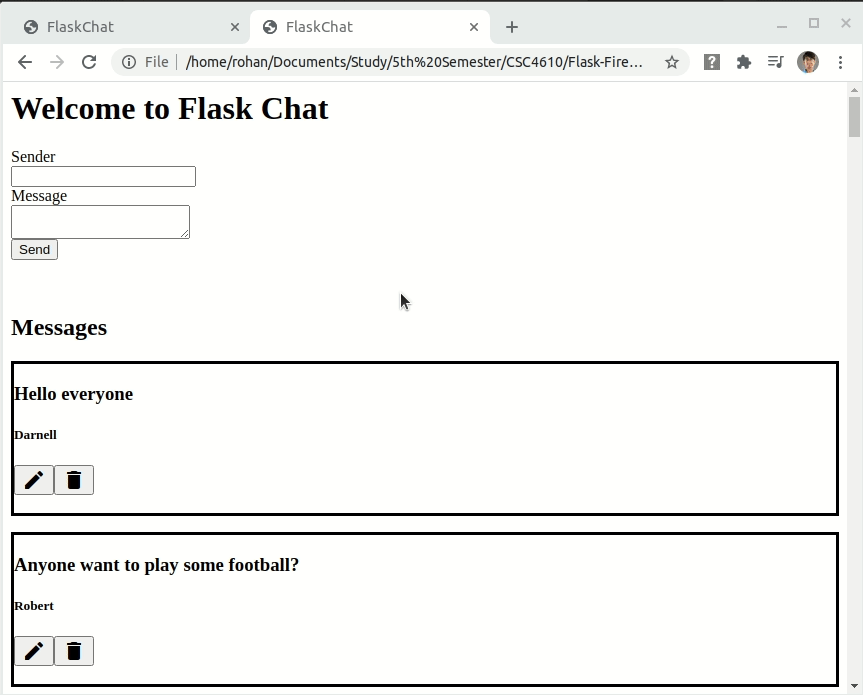 FlaskChat
FlaskChat
File | /home/rohan/Documents/Study/5th%20Semester/CSC4610/Flask-Fire...
Welcome to Flask Chat
Sender
Message
Send
Messages
Hello everyone
Darnell
Anyone want to play some football?
Robert